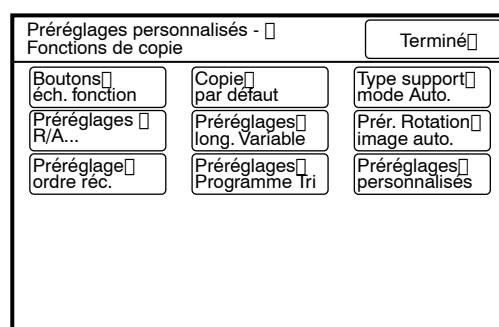 Préréglages personnalisés -
Fonctions de copie
Terminé
Boutons
éch. fonction
Copie
par défaut
Type support
mode Auto.
Préréglages
R/A...
Préréglages
long. Variable
Prér. Rotation
image auto.
Préréglage
ordre réc.
Préréglages
Programme Tri
Préréglages
personnalisés